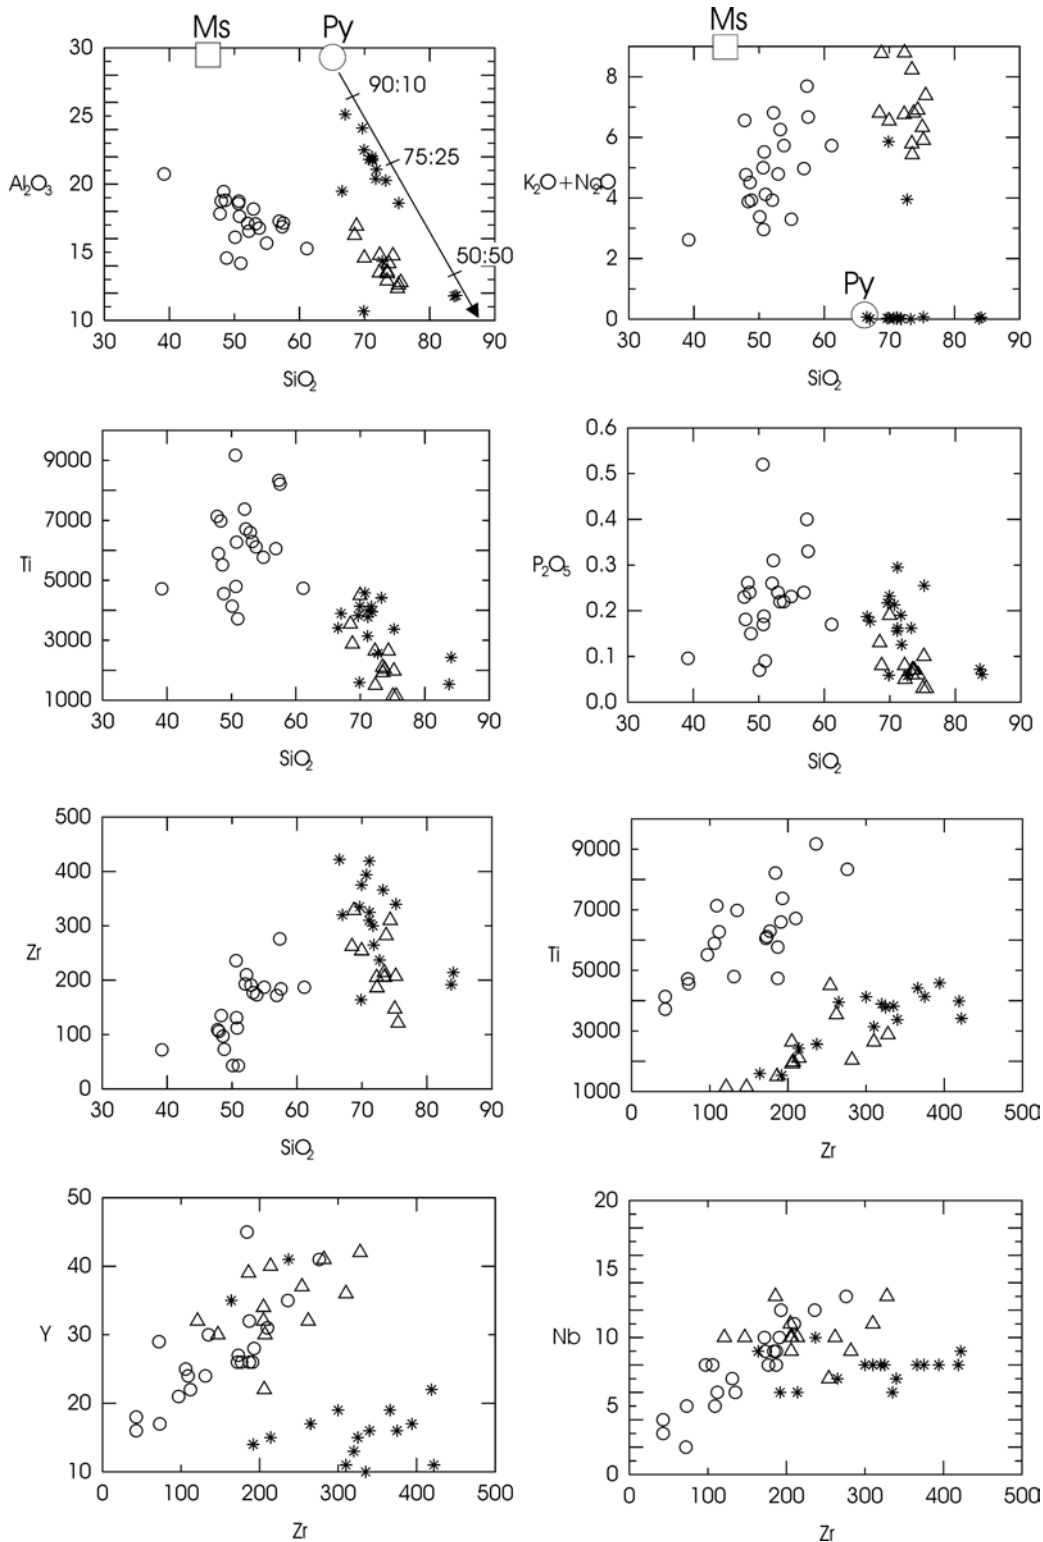 Ms Py
30
25
20
15
10
Al₂O₃
90:10
75:25
50:50
30 40 50 60 70 80 90
SiO₂
Ms
8
6
4
2
0
K₂O+Na₂O
Py
30 40 50 60 70 80 90
SiO₂
9000
7000
5000
3000
1000
Ti
30 40 50 60 70 80 90
SiO₂
0.6
0.5
0.4
0.3
0.2
0.1
0.0
P₂O₅
30 40 50 60 70 80 90
SiO₂
500
400
300
200
100
0
Zr
30 40 50 60 70 80 90
SiO₂
9000
7000
5000
3000
1000
Ti
0 100 200 300 400 500
Zr
50
40
30
20
10
Y
0 100 200 300 400 500
Zr
20
15
10
5
0
Nb
0 100 200 300 400 500
Zr